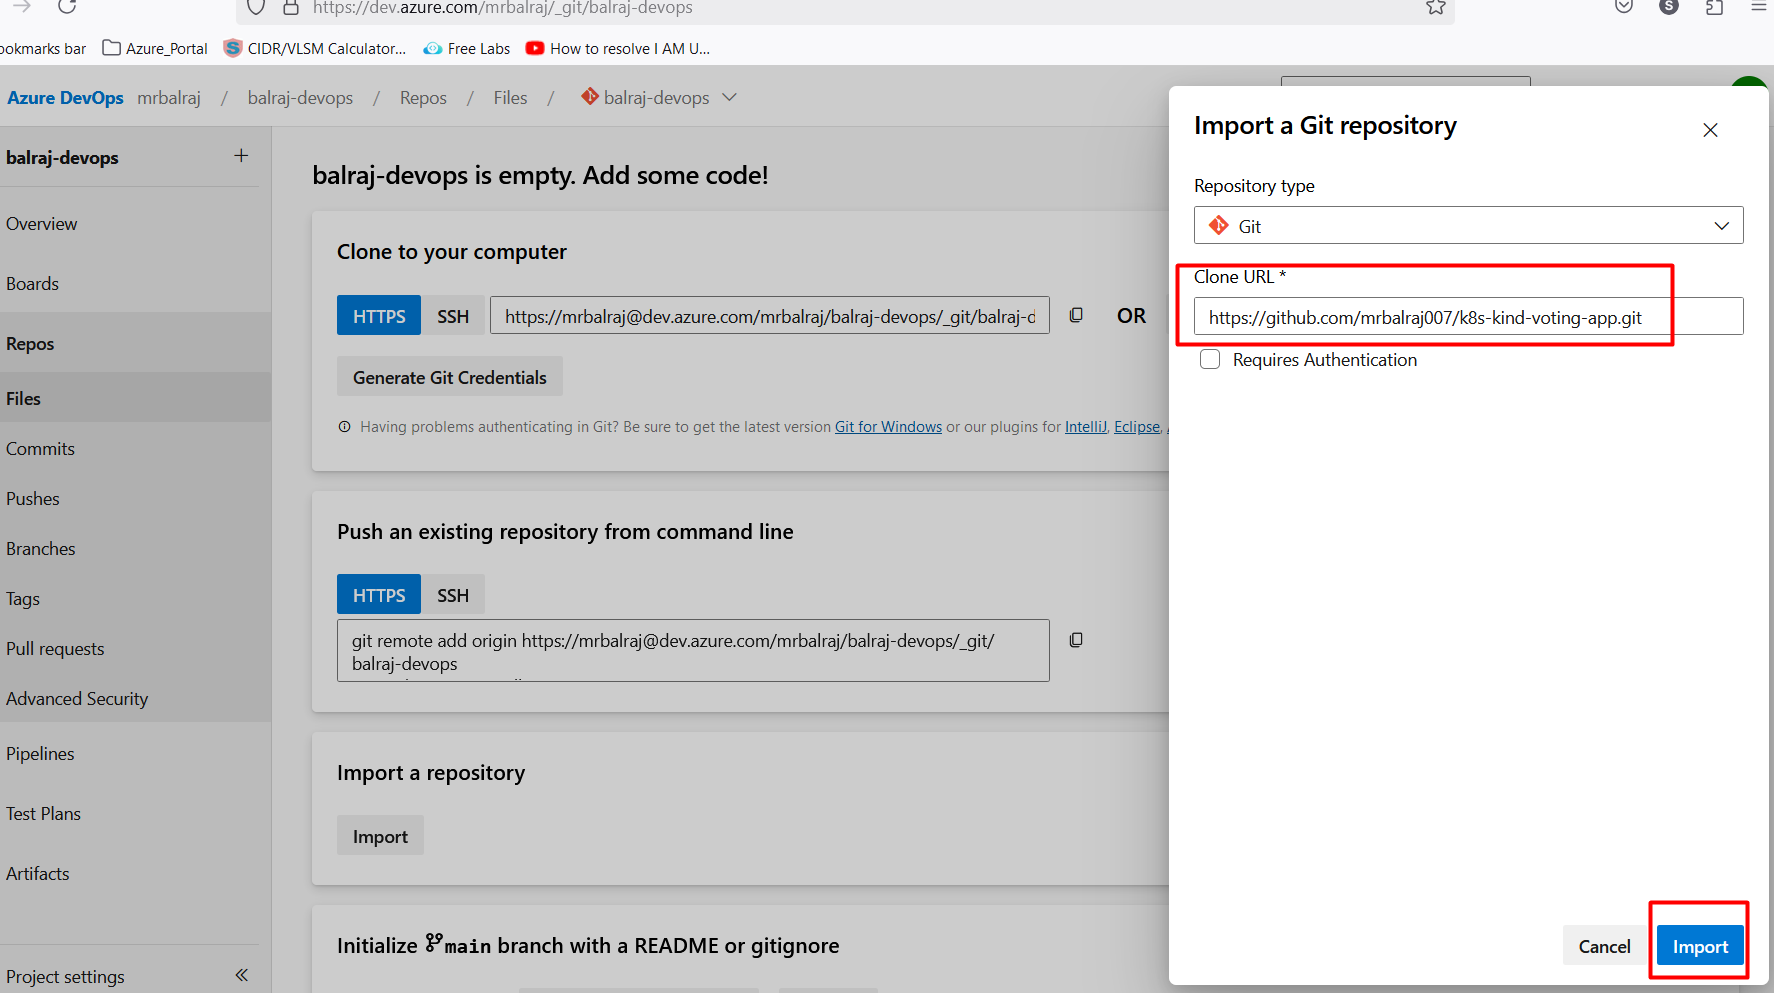 https://dev.azure.com/mrbalraj/_git/balraj-devops
ookmarks bar Azure_Portal CIDR/VLSM Calculator... Free Labs How to resolve I AM U...
Azure DevOps mrbalraj / balraj-devops / Repos / Files / balraj-devops
balraj-devops +
Overview
Boards
Repos
Files
Commits
Pushes
Branches
Tags
Pull requests
Advanced Security
Pipelines
Test Plans
Artifacts
Project settings
balraj-devops is empty. Add some code!
Clone to your computer
HTTPS SSH https://mrbalraj@dev.azure.com/mrbalraj/balraj-devops/_git/balraj-d OR
Generate Git Credentials
Having problems authenticating in Git? Be sure to get the latest version Git for Windows or our plugins for IntelliJ, Eclipse,
Push an existing repository from command line
HTTPS SSH
git remote add origin https://mrbalraj@dev.azure.com/mrbalraj/balraj-devops/_git/
balraj-devops
Import a repository
Import
Initialize main branch with a README or gitignore
Import a Git repository
Repository type
Git
Clone URL *
https://github.com/mrbalraj007/k8s-kind-voting-app.git
Requires Authentication
Cancel Import